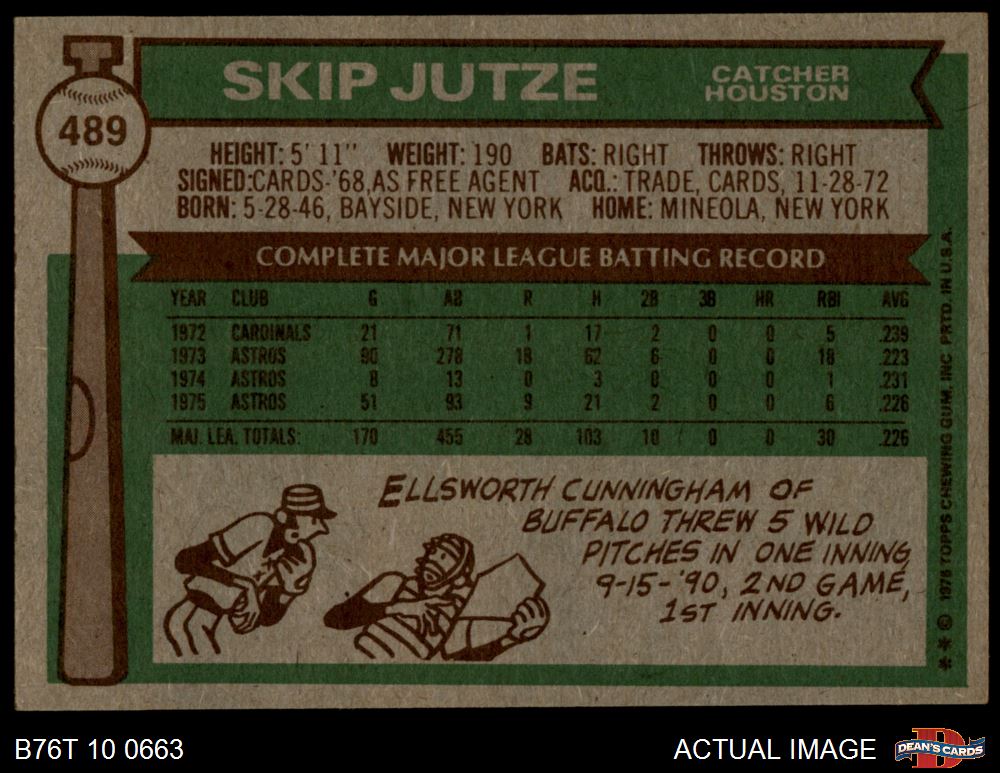 SKIP JUTZE
CATCHER
HOUSTON
489
HEIGHT: 5' 11" WEIGHT: 190 BATS: RIGHT THROWS: RIGHT
SIGNED:CARDS-'68,AS FREE AGENT ACQ.: TRADE, CARDS, 11-28-72
BORN: 5-28-46, BAYSIDE, NEW YORK HOME: MINEOLA, NEW YORK
COMPLETE MAJOR LEAGUE BATTING RECORD
YEAR CLUB G AB R H 2B 3B HR RBI AVG
1972 CARDINALS 21 71 1 17 2 0 0 5 .239
1973 ASTROS 90 278 18 62 6 0 0 18 .223
1974 ASTROS 8 13 0 3 0 0 0 1 .231
1975 ASTROS 51 93 9 21 2 0 0 6 .226
MAJ. LEA. TOTALS: 170 455 28 103 10 0 0 30 .226
ELLSWORTH CUNNINGHAM OF
BUFFALO THREW 5 WILD
PITCHES IN ONE INNING
9-15-'90, 2ND GAME,
1ST INNING.
** © 1976 TOPPS CHEWING GUM, INC. PRTD. IN U.S.A.
B76T 10 0663
ACTUAL IMAGE
D
DEAN'S CARDS